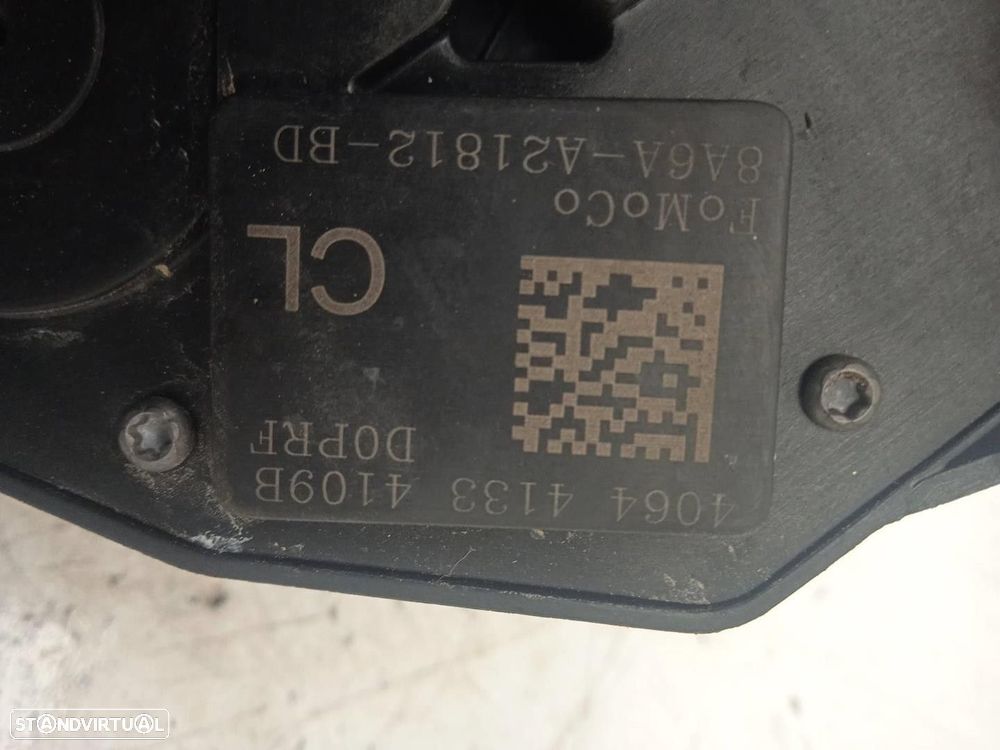 4064 4133 4109B
D0PRF
CL
FoMoCo
8A6A-A21812-BD
STANDVIRTUAL